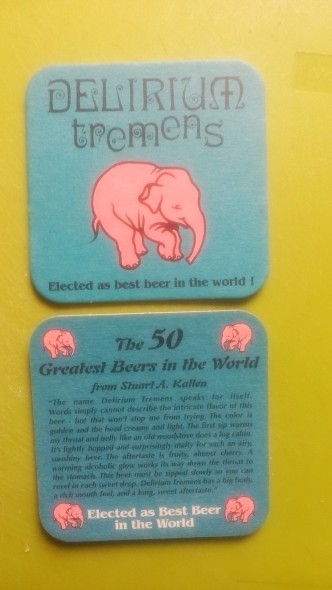 DELIRIUM
tremens
Elected as best beer in the world !
The 50
Greatest Beers in the World
from Stuart A. Kallen
"The name Delirium Tremens speaks for itself.
Words simply cannot describe the intricate flavor of this
beer - but that won't stop me from trying. The color is
golden and the head creamy and light. The first sip warms
my throat and belly like an old woodstove does a log cabin.
It's lightly hopped and surprisingly malty for such an airy,
sunshiny brew. The aftertaste is fruity, almost cherry. A
warming alcoholic glow works its way down the throat to
the stomach. This beer must be sipped slowly so you can
revel in each sweet drop. Delirium Tremens has a big body,
a rich mouth feel, and a long, sweet aftertaste."
Elected as Best Beer
in the World